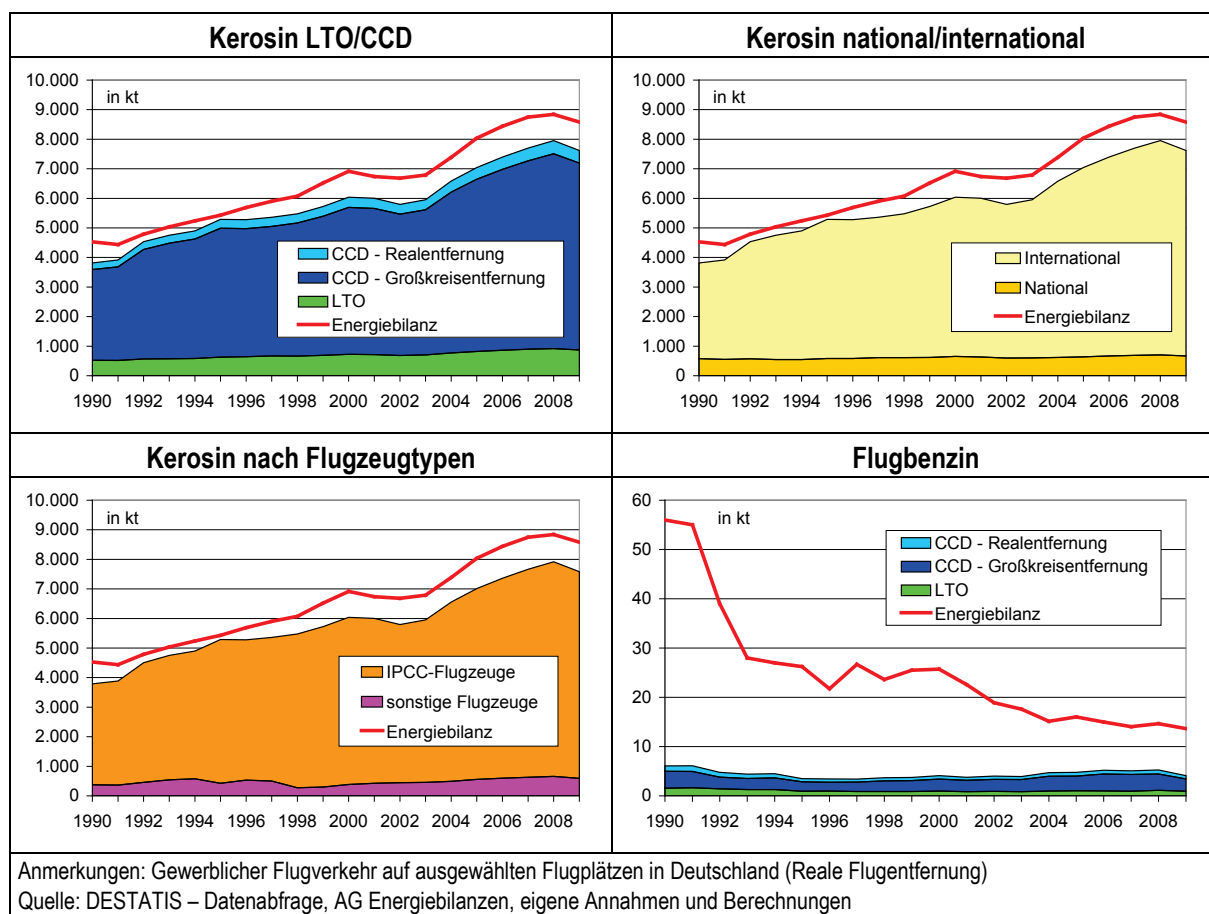 Kerosin LTO/CCD
10.000
9.000
8.000
7.000
6.000
5.000
4.000
3.000
2.000
1.000
0
in kt
CCD - Realentfernung
CCD - Großkreisentfernung
LTO
Energiebilanz
1990 1992 1994 1996 1998 2000 2002 2004 2006 2008
Kerosin national/international
10.000
9.000
8.000
7.000
6.000
5.000
4.000
3.000
2.000
1.000
0
in kt
International
National
Energiebilanz
1990 1992 1994 1996 1998 2000 2002 2004 2006 2008
Kerosin nach Flugzeugtypen
10.000
9.000
8.000
7.000
6.000
5.000
4.000
3.000
2.000
1.000
0
in kt
IPCC-Flugzeuge
sonstige Flugzeuge
Energiebilanz
1990 1992 1994 1996 1998 2000 2002 2004 2006 2008
Flugbenzin
60
50
40
30
20
10
0
in kt
CCD - Realentfernung
CCD - Großkreisentfernung
LTO
Energiebilanz
1990 1992 1994 1996 1998 2000 2002 2004 2006 2008
Anmerkungen: Gewerblicher Flugverkehr auf ausgewählten Flugplätzen in Deutschland (Reale Flugentfernung)
Quelle: DESTATIS – Datenabfrage, AG Energiebilanzen, eigene Annahmen und Berechnungen